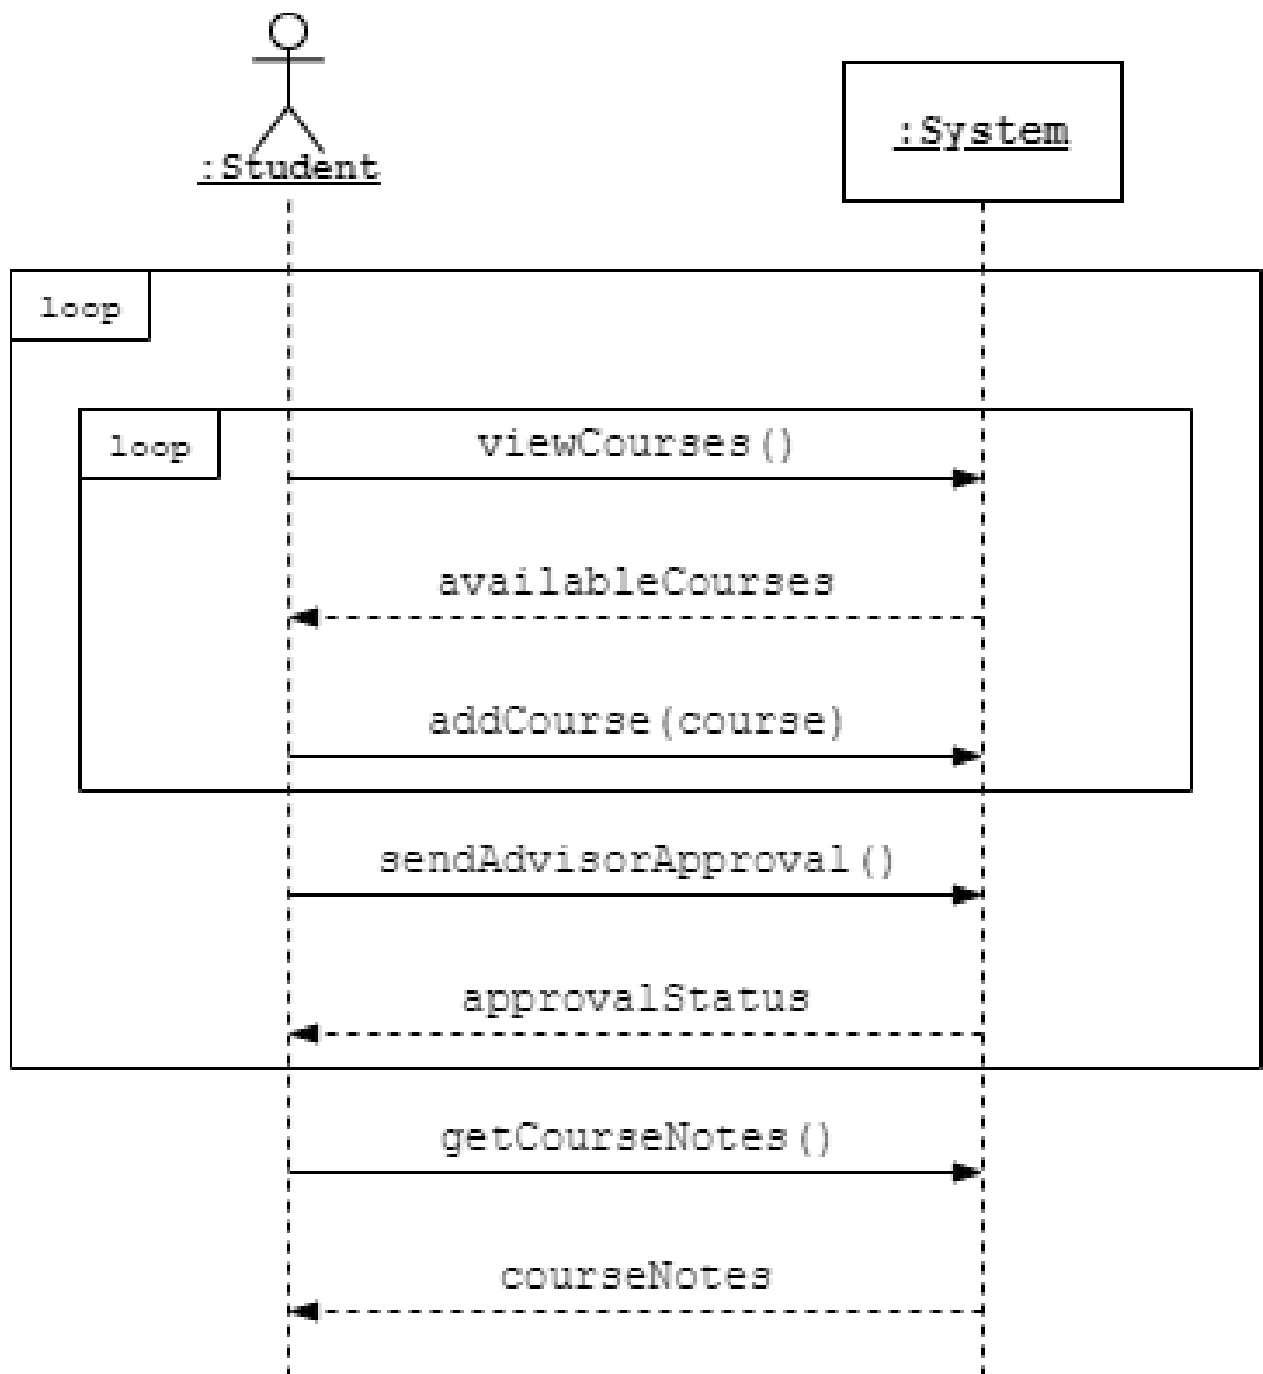 :Student
:System
loop
loop
viewCourses()
availableCourses
addCourse(course)
sendAdvisorApproval()
approvalStatus
getCourseNotes()
courseNotes